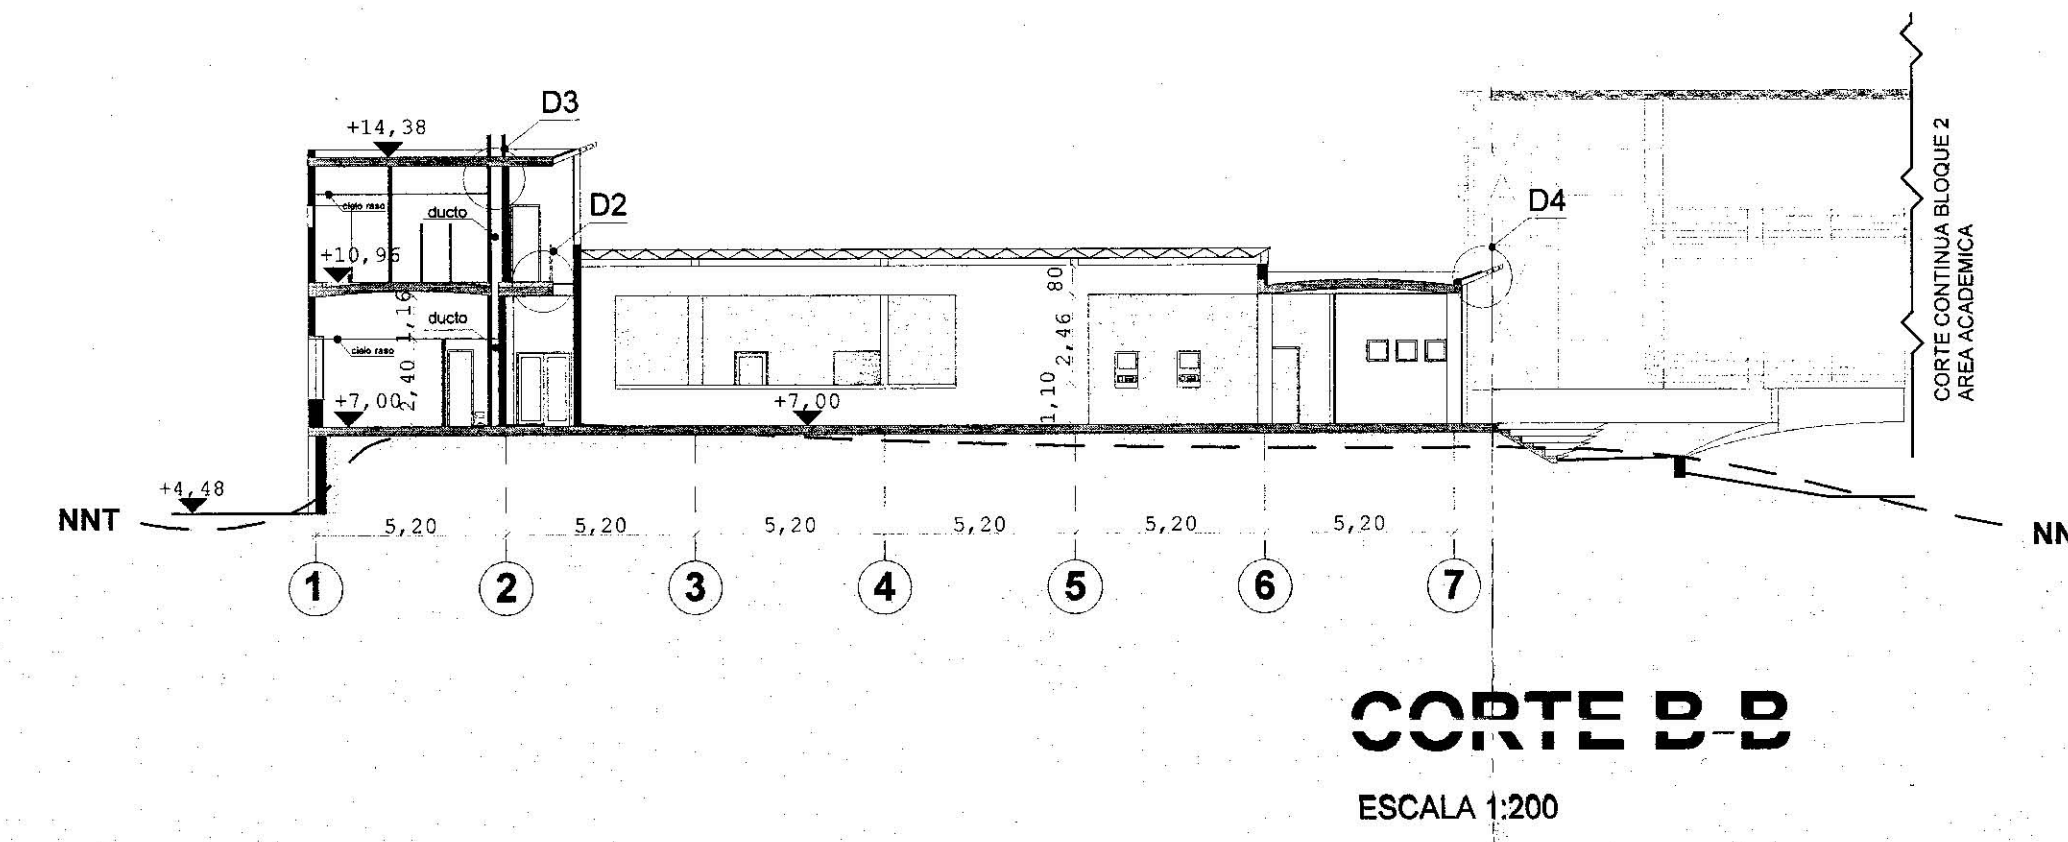 D3
+14,38
D2
D4
cielo raso
ducto
+10,96
1,16
ducto
cielo raso
2,40
+7,00
80
2,46
1,10
+7,00
+4,48
NNT
NN
5,20
5,20
5,20
5,20
5,20
5,20
1
2
3
4
5
6
7
CORTE CONTINUA BLOQUE 2
AREA ACADEMICA
CORTE B-B
ESCALA 1:200